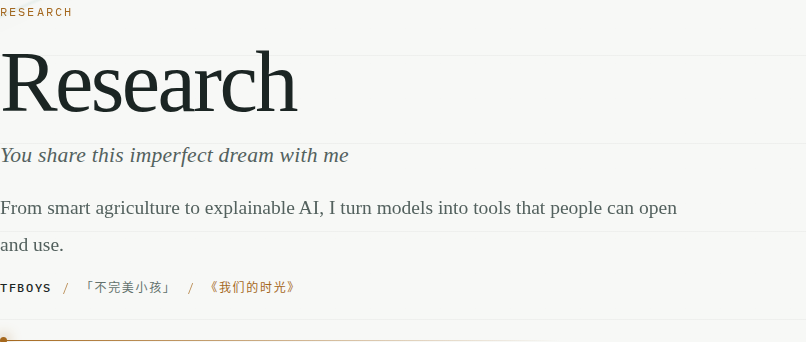 RESEARCH
Research
You share this imperfect dream with me
From smart agriculture to explainable AI, I turn models into tools that people can open
and use.
TFBOYS / 「不完美小孩」 / 《我们的时光》